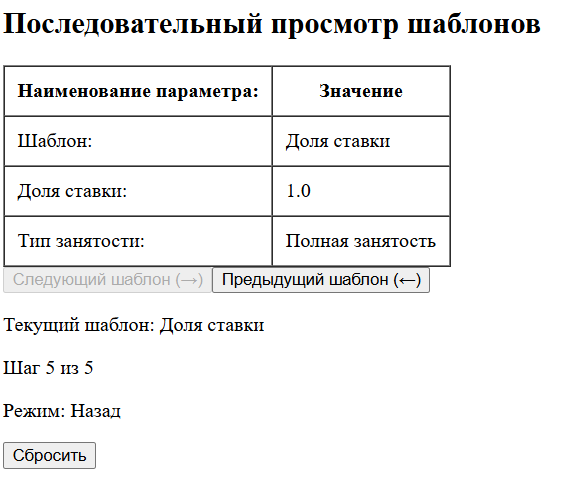 Последовательный просмотр шаблонов
Наименование параметра: Значение
Шаблон: Доля ставки
Доля ставки: 1.0
Тип занятости: Полная занятость
Следующий шаблон (→) Предыдущий шаблон (←)
Текущий шаблон: Доля ставки
Шаг 5 из 5
Режим: Назад
Сбросить